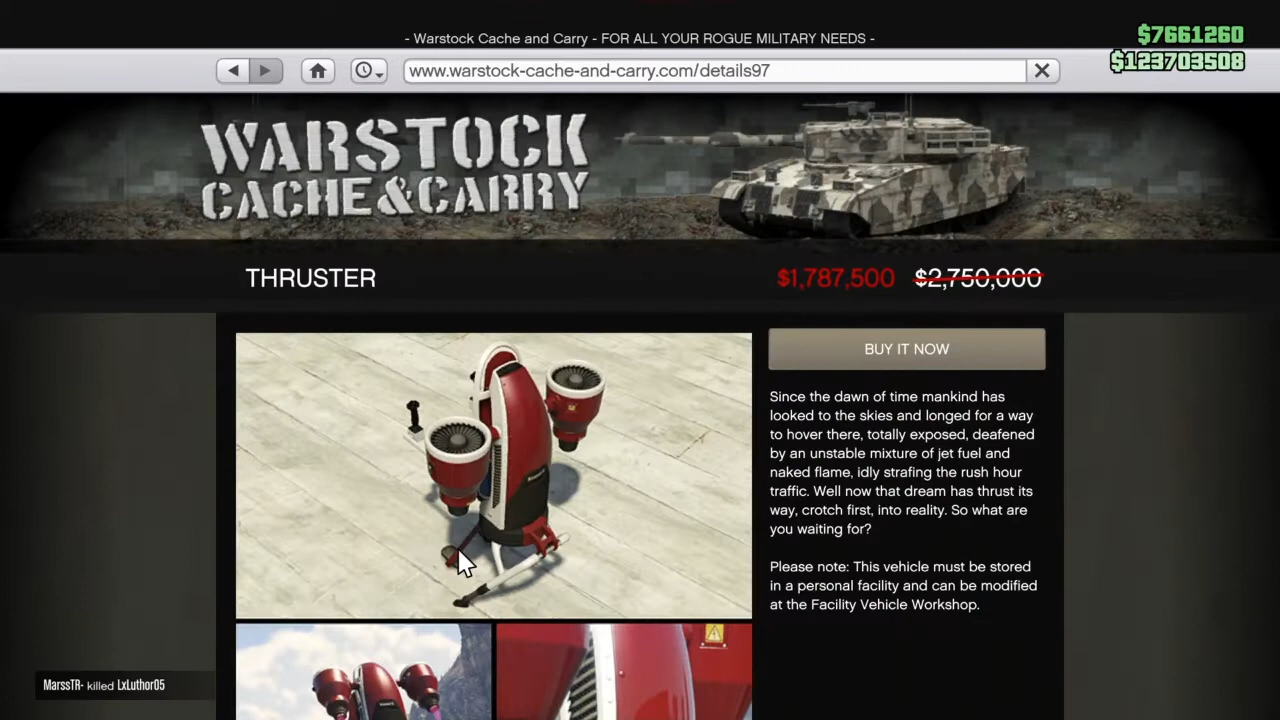 - Warstock Cache and Carry - FOR ALL YOUR ROGUE MILITARY NEEDS -
$7661260
$123703508
www.warstock-cache-and-carry.com/details97
WARSTOCK
CACHE&CARRY
THRUSTER
$1,787,500 $2,750,000
BUY IT NOW
Since the dawn of time mankind has
looked to the skies and longed for a way
to hover there, totally exposed, deafened
by an unstable mixture of jet fuel and
naked flame, idly strafing the rush hour
traffic. Well now that dream has thrust its
way, crotch first, into reality. So what are
you waiting for?
Please note: This vehicle must be stored
in a personal facility and can be modified
at the Facility Vehicle Workshop.
MarssTR- killed LxLuthor05